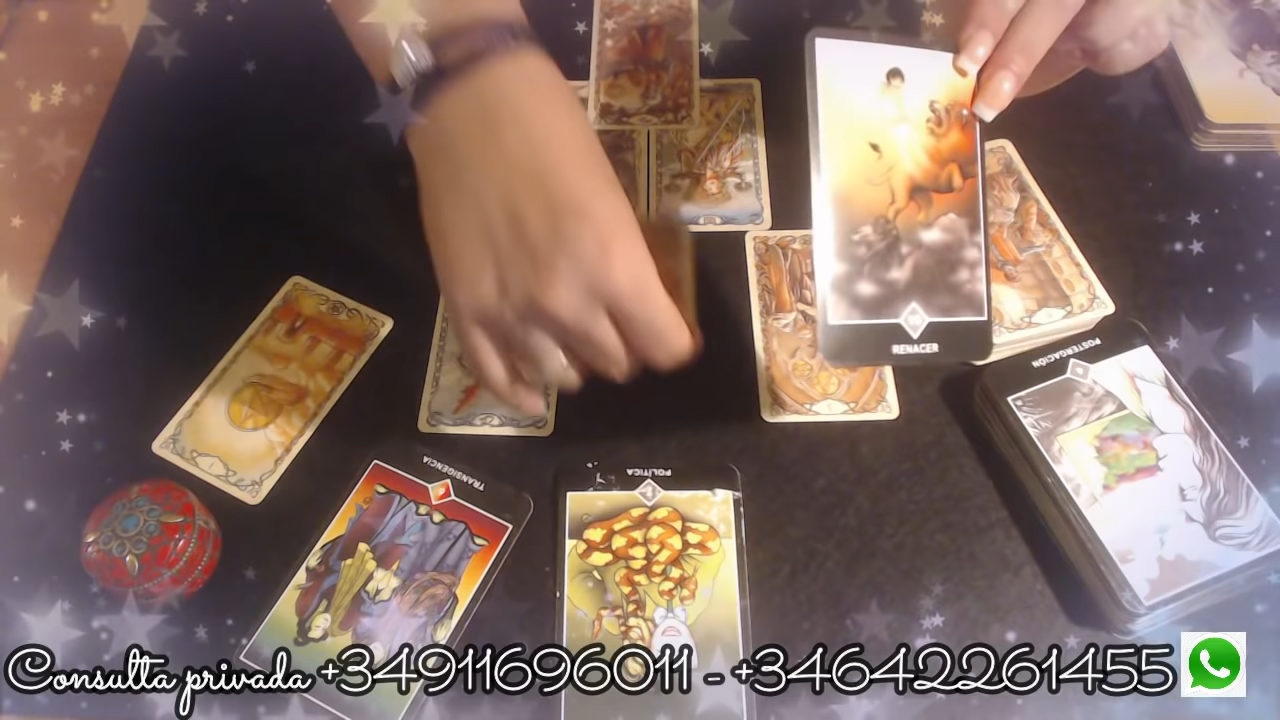 RENACER
POSTERGACIÓN
TRANSIGENCIA
POLÍTICA
Consulta privada +34911696011 - +34642261455